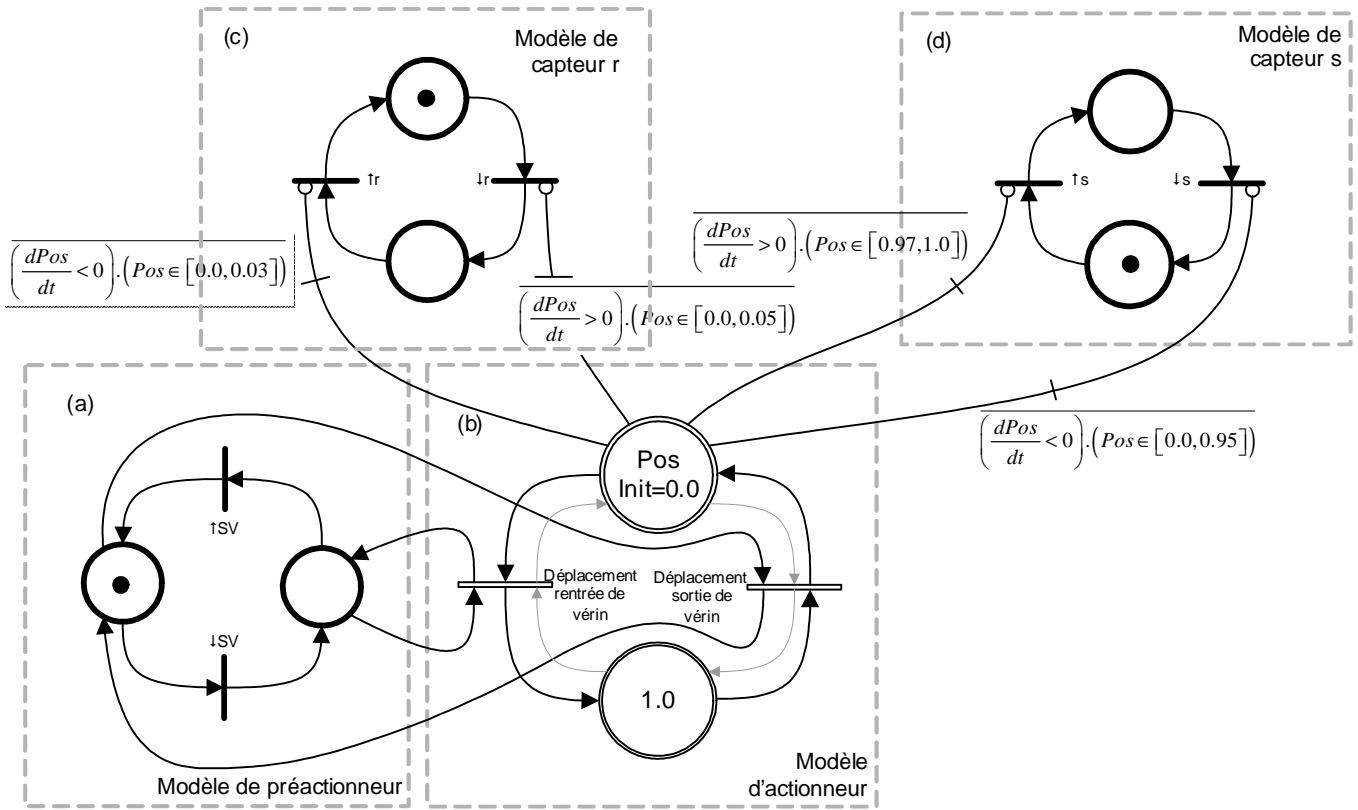 (c)
Modèle de
capteur r
↑r
↓r
(d)
Modèle de
capteur s
↑s
↓s
(dPos/dt < 0).(Pos ∈ [0.0, 0.03])
(dPos/dt > 0).(Pos ∈ [0.0, 0.05])
(dPos/dt > 0).(Pos ∈ [0.97, 1.0])
(dPos/dt < 0).(Pos ∈ [0.0, 0.95])
(a)
↑SV
↓SV
Modèle de préactionneur
(b)
Pos
Init=0.0
Déplacement
rentrée de
vérin
Déplacement
sortie de
vérin
1.0
Modèle
d'actionneur